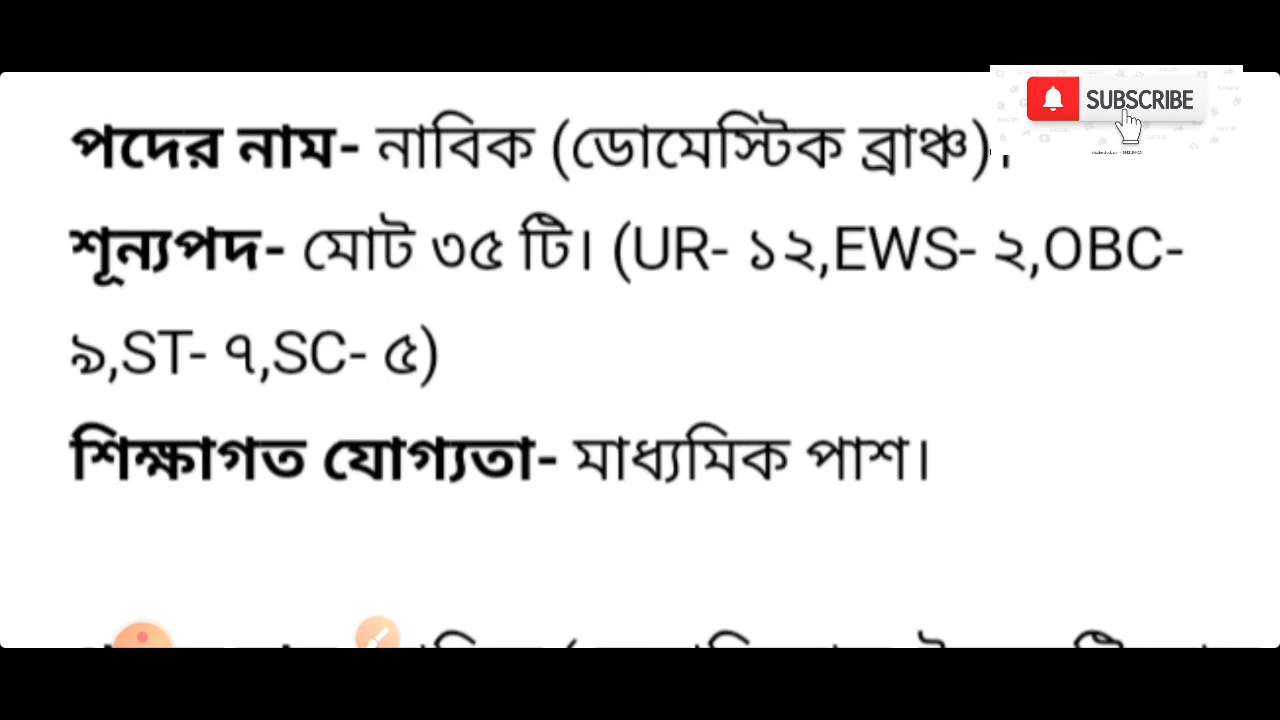 পদের নাম- নাবিক (ডোমেস্টিক ব্রাঞ্চ)।
SUBSCRIBE
শূন্যপদ- মোট ৩৫ টি। (UR- ১২,EWS- ২,OBC-
৯,ST- ৭,SC- ৫)
শিক্ষাগত যোগ্যতা- মাধ্যমিক পাশ।